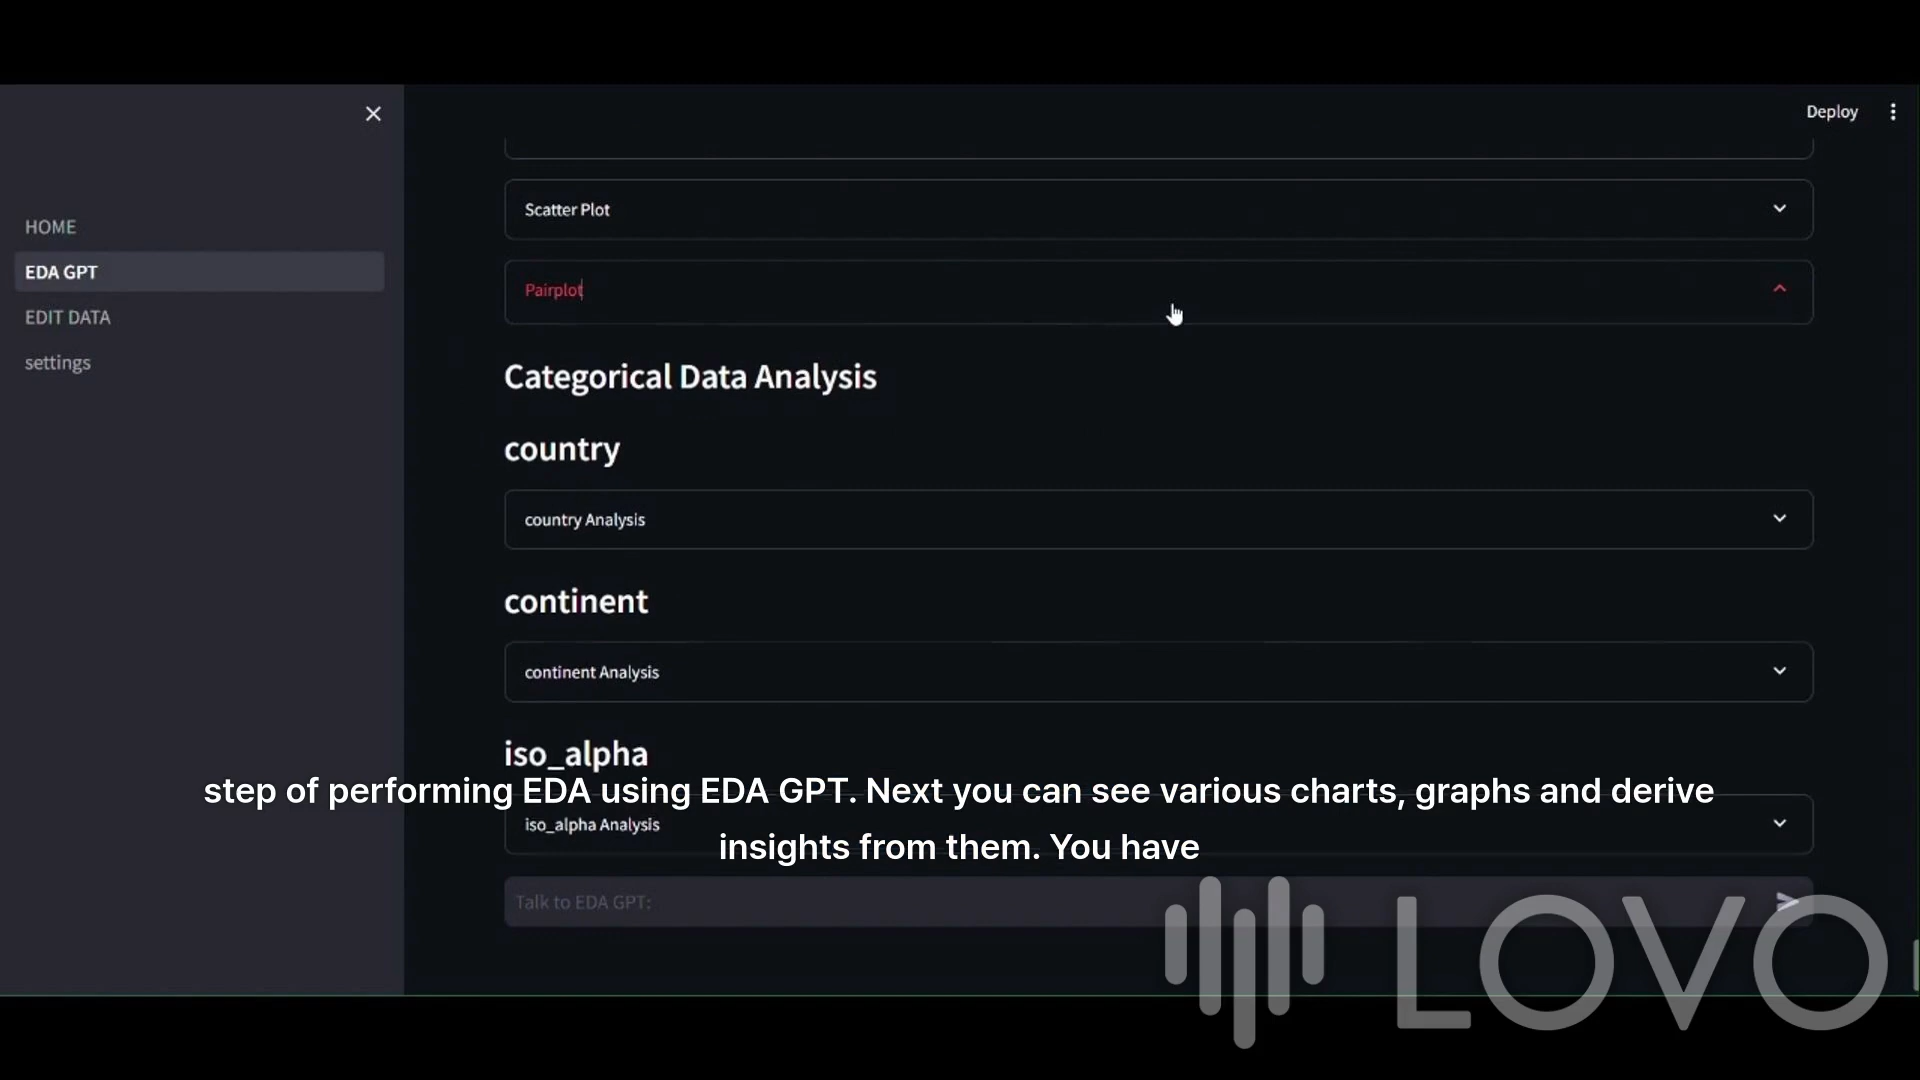 Deploy
HOME
EDA GPT
EDIT DATA
settings
Scatter Plot
Pairplot
Categorical Data Analysis
country
country Analysis
continent
continent Analysis
iso_alpha
step of performing EDA using EDA GPT. Next you can see various charts, graphs and derive
iso_alpha Analysis
insights from them. You have
Talk to EDA GPT:
LOVO